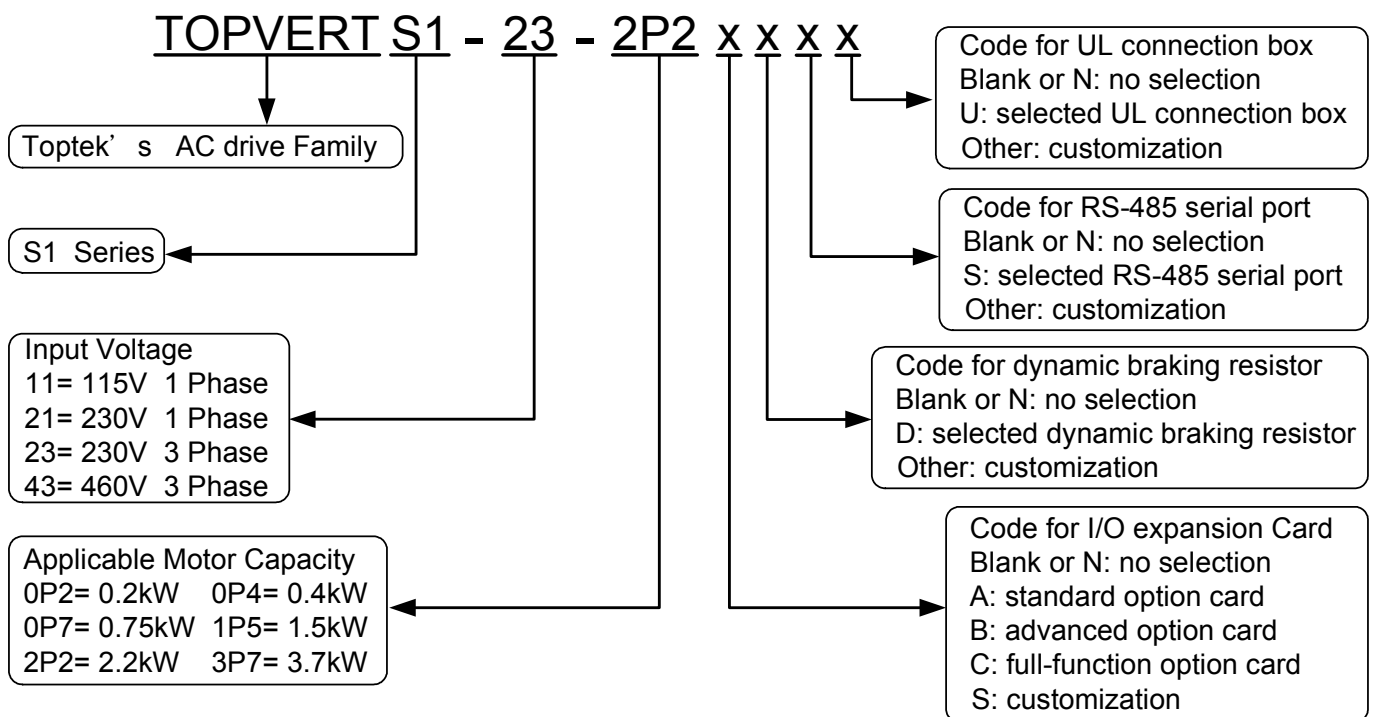 TOPVERT S1 - 23 - 2P2 x x x x
Toptek's AC drive Family
S1 Series
Input Voltage
11= 115V 1 Phase
21= 230V 1 Phase
23= 230V 3 Phase
43= 460V 3 Phase
Applicable Motor Capacity
0P2= 0.2kW 0P4= 0.4kW
0P7= 0.75kW 1P5= 1.5kW
2P2= 2.2kW 3P7= 3.7kW
Code for UL connection box
Blank or N: no selection
U: selected UL connection box
Other: customization
Code for RS-485 serial port
Blank or N: no selection
S: selected RS-485 serial port
Other: customization
Code for dynamic braking resistor
Blank or N: no selection
D: selected dynamic braking resistor
Other: customization
Code for I/O expansion Card
Blank or N: no selection
A: standard option card
B: advanced option card
C: full-function option card
S: customization